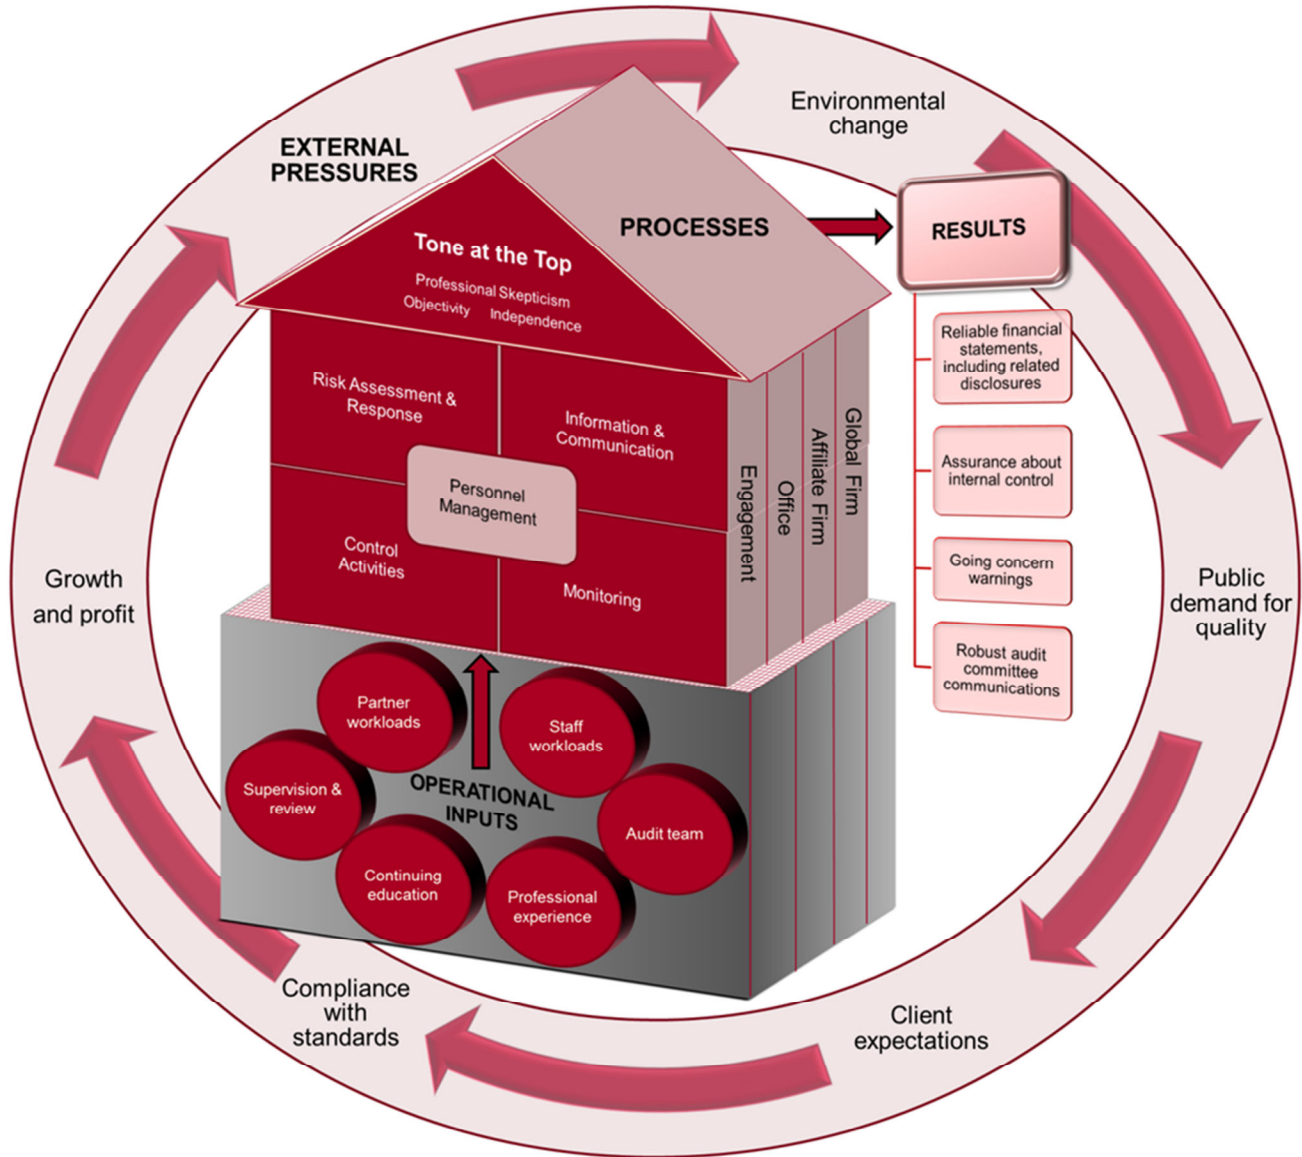 EXTERNAL
PRESSURES
Environmental
change
PROCESSES
RESULTS
Tone at the Top
Professional Skepticism
Objectivity Independence
Risk Assessment &
Response
Information &
Communication
Personnel
Management
Control
Activities
Monitoring
Engagement
Office
Affiliate Firm
Global Firm
Reliable financial
statements,
including related
disclosures
Assurance about
internal control
Going concern
warnings
Robust audit
committee
communications
Growth
and profit
Public
demand for
quality
Partner
workloads
Staff
workloads
Supervision &
review
OPERATIONAL
INPUTS
Audit team
Continuing
education
Professional
experience
Compliance
with
standards
Client
expectations